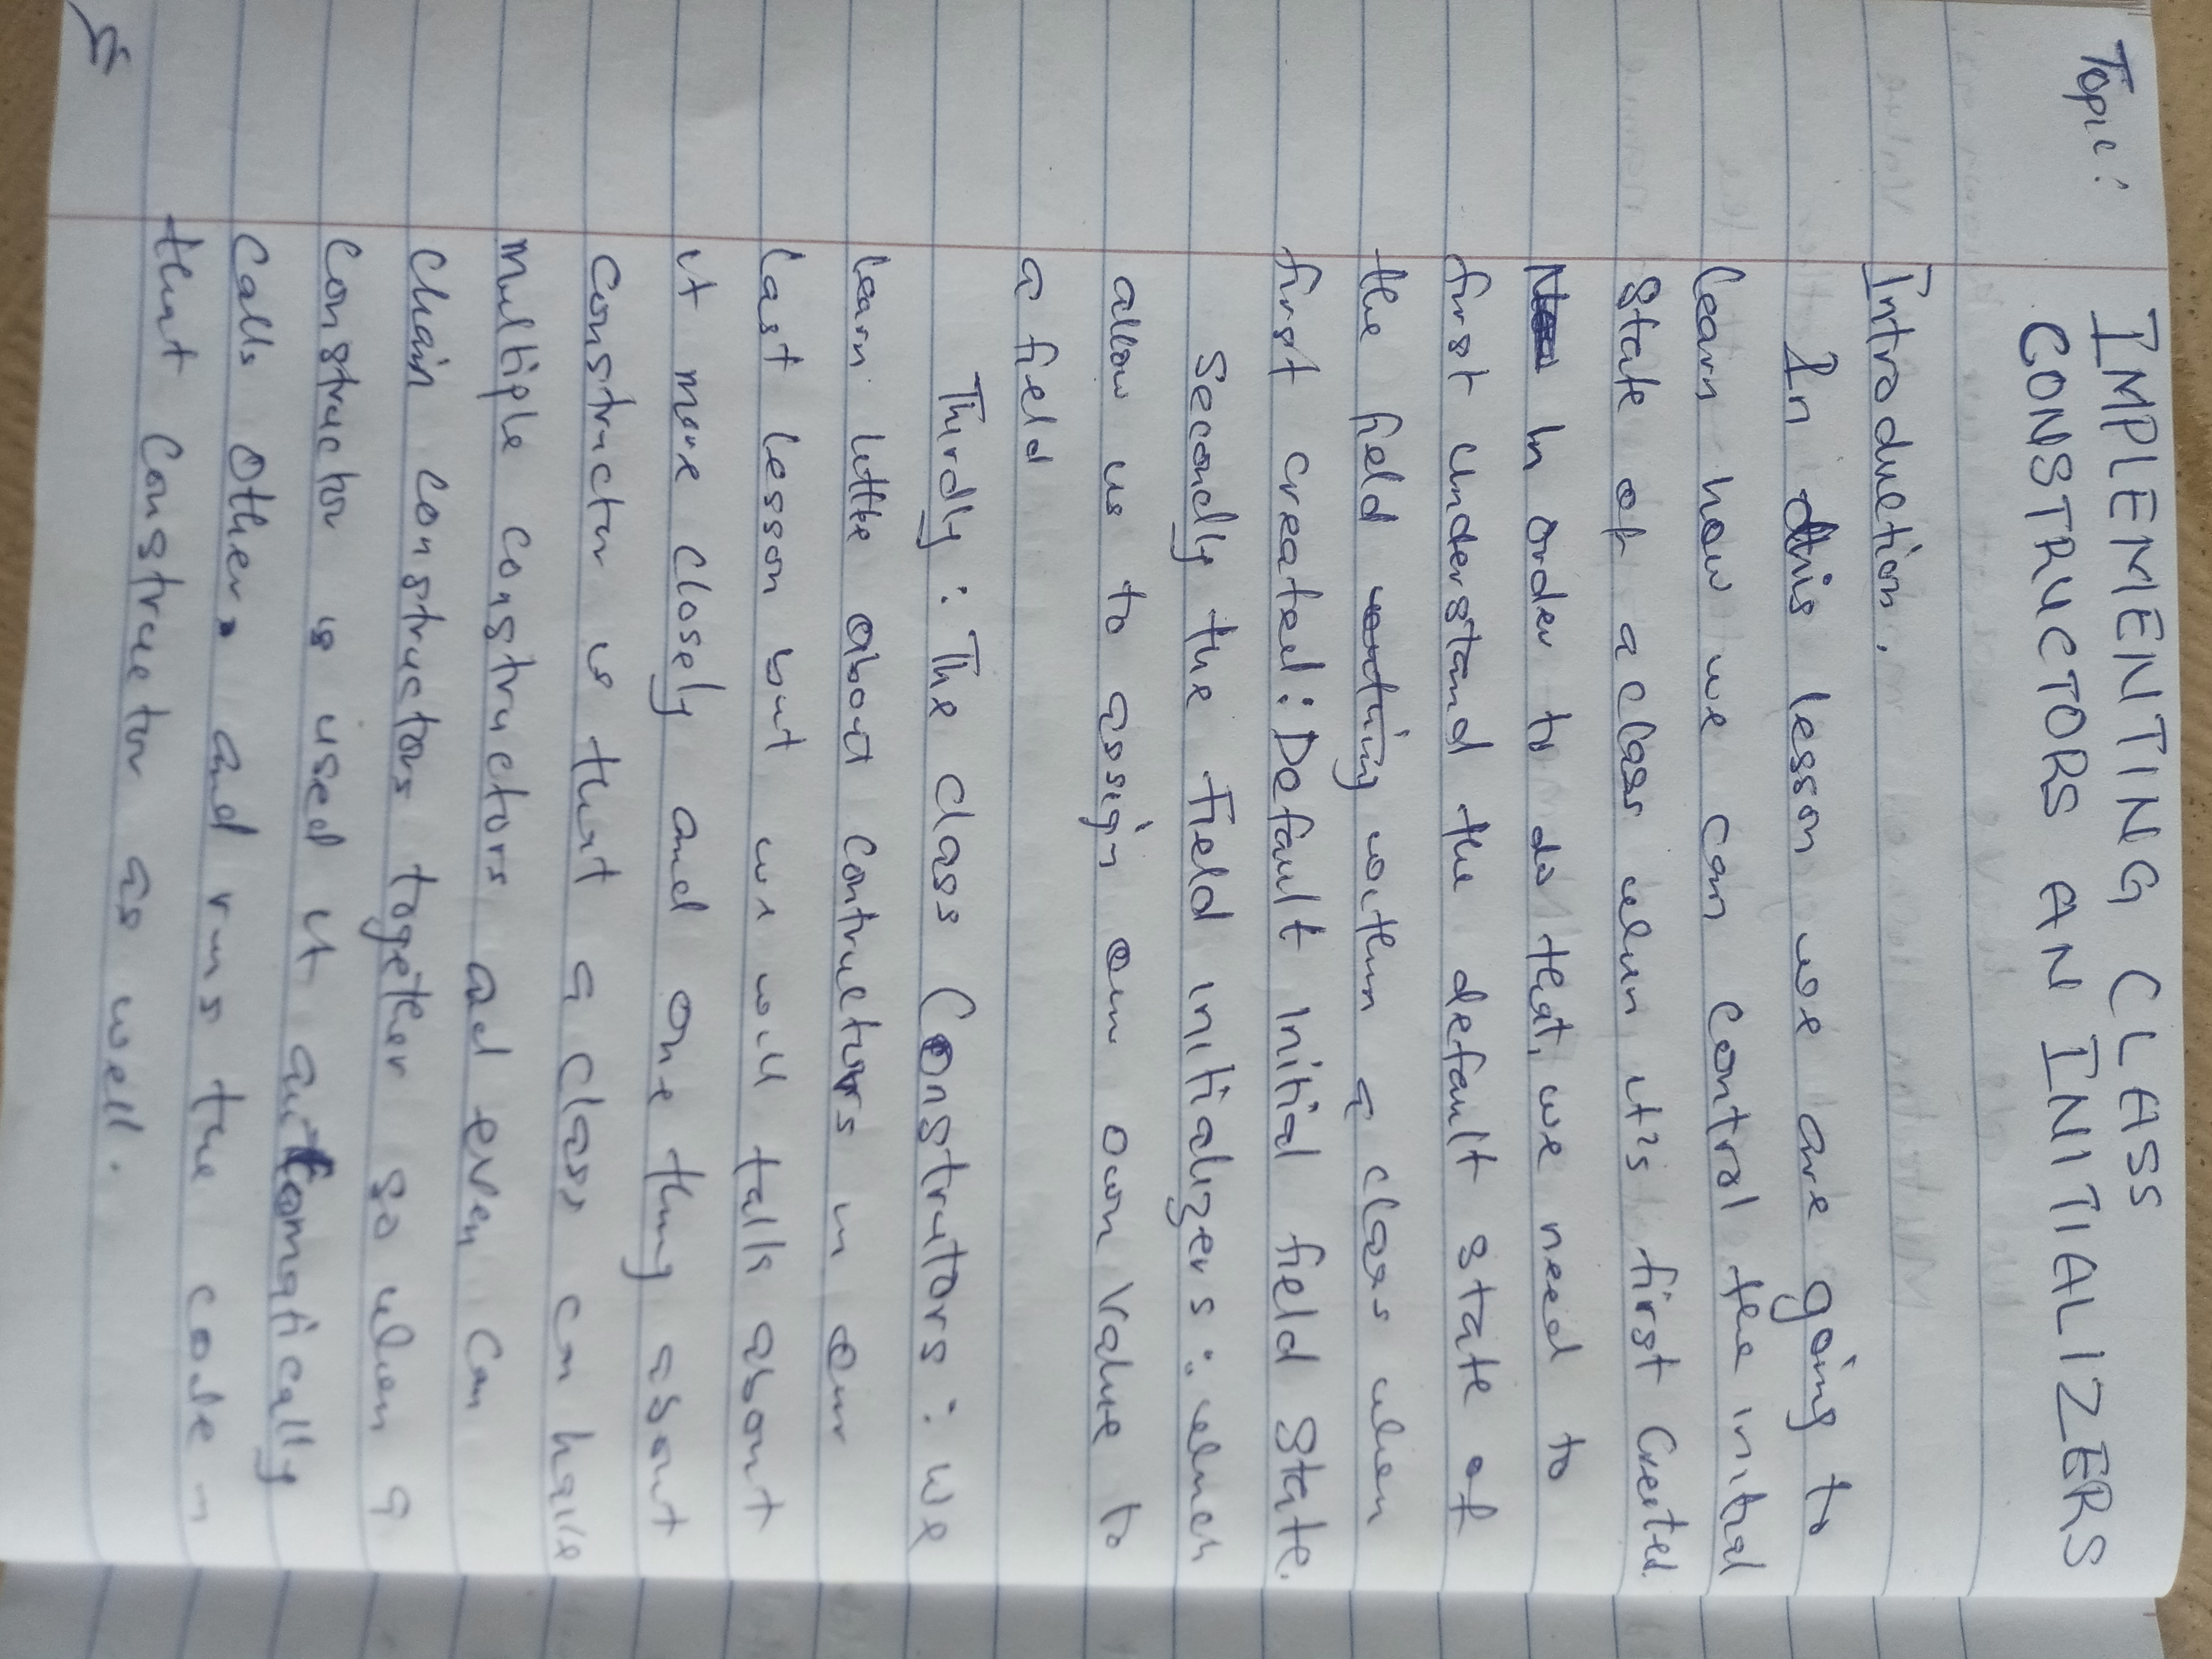 Topic: IMPLEMENTING CLASS
CONSTRUCTORS AN INITIALIZERS
Introduction.
In this lesson we are going to
learn how we can control the initial
state of a class when it's first created.
In order to do that, we need to
first understand the default state of
the field within a class when
first created: Default initial field state.
Secondly the Field initializers: which
allow us to assign our own value to
a field
Thirdly: The class Construtors: we
learn little about contructors in our
last lesson but we will talk about
it more closely and one thing about
constructor is that a class can have
multiple constructors ad even can
chain constructors together so when a
constructor is used it automatically
calls others and runs the code in
that constructor as well.